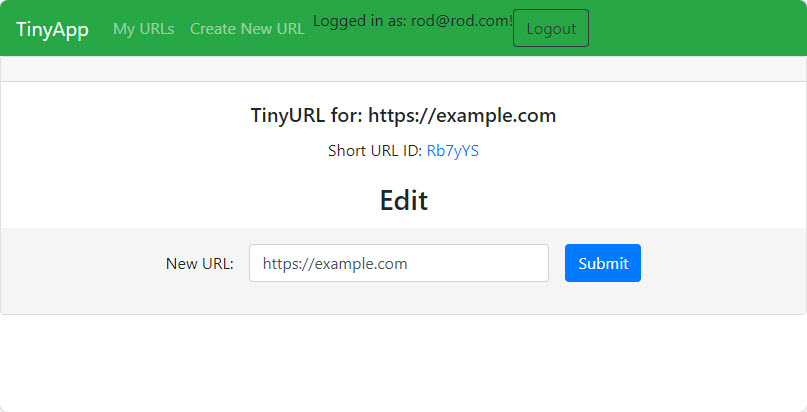 TinyApp My URLs Create New URL Logged in as: rod@rod.com! Logout
TinyURL for: https://example.com
Short URL ID: Rb7yYS
Edit
New URL: https://example.com Submit